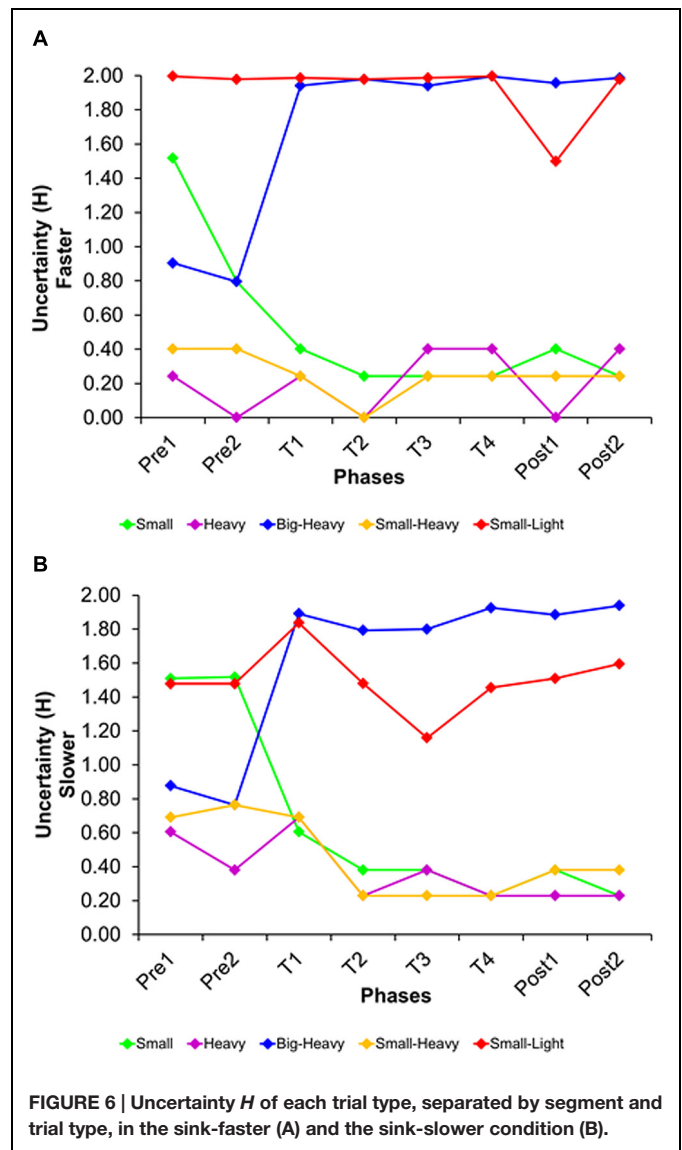 A
Uncertainty (H)
Faster
2.00
1.80
1.60
1.40
1.20
1.00
0.80
0.60
0.40
0.20
0.00
Pre1 Pre2 T1 T2 T3 T4 Post1 Post2
Phases
Small Heavy Big-Heavy Small-Heavy Small-Light
B
Uncertainty (H)
Slower
2.00
1.80
1.60
1.40
1.20
1.00
0.80
0.60
0.40
0.20
0.00
Pre1 Pre2 T1 T2 T3 T4 Post1 Post2
Phases
Small Heavy Big-Heavy Small-Heavy Small-Light
FIGURE 6 | Uncertainty H of each trial type, separated by segment and
trial type, in the sink-faster (A) and the sink-slower condition (B).